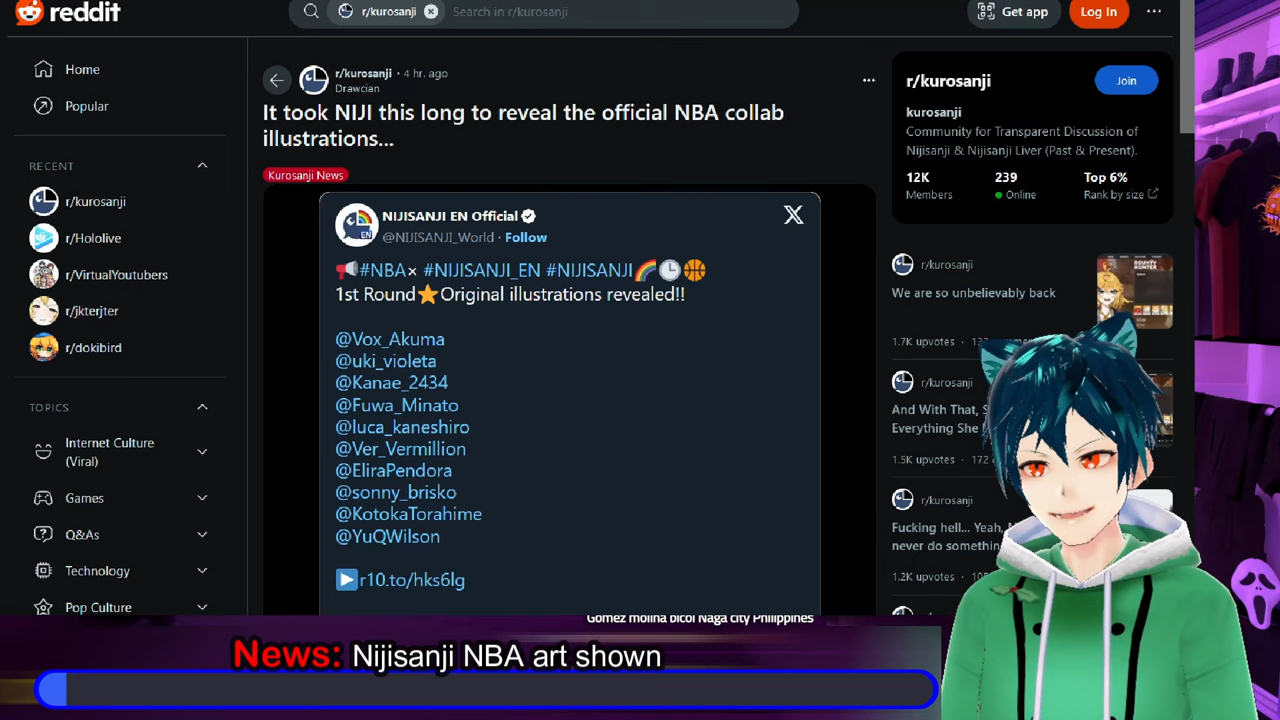 reddit
r/kurosanji
Search in r/kurosanji
Get app
Log In
Home
Popular
RECENT
r/kurosanji
r/Hololive
r/VirtualYoutubers
r/jkterjter
r/dokibird
TOPICS
Internet Culture
(Viral)
Games
Q&As
Technology
Pop Culture
r/kurosanji • 4 hr. ago
Drawcian
It took NIJI this long to reveal the official NBA collab
illustrations...
Kurosanji News
NIJISANJI EN Official
@NIJISANJI_World · Follow
EN
📢#NBA× #NIJISANJI_EN #NIJISANJI🌈🕒🏀
1st Round⭐Original illustrations revealed!!
@Vox_Akuma
@uki_violeta
@Kanae_2434
@Fuwa_Minato
@luca_kaneshiro
@Ver_Vermillion
@EliraPendora
@sonny_brisko
@KotokaTorahime
@YuQWilson
▶r10.to/hks6lg
r/kurosanji
Join
kurosanji
Community for Transparent Discussion of
Nijisanji & Nijisanji Liver (Past & Present).
12K
239
Top 6%
Members
Online
Rank by size
r/kurosanji
We are so unbelievably back
1.7K upvotes
r/kurosanji
And With That, S
Everything She
1.5K upvotes · 172
r/kurosanji
Fucking hell... Yeah,
never do somethin
1.2K upvotes
Gomez molina bicol Naga city Philippines
News: Nijisanji NBA art shown